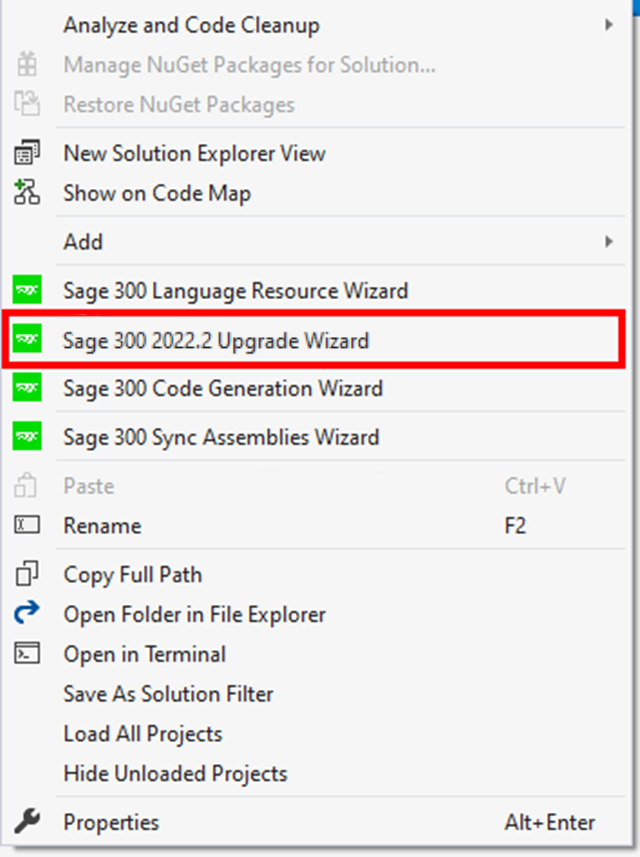 Analyze and Code Cleanup
Manage NuGet Packages for Solution...
Restore NuGet Packages
New Solution Explorer View
Show on Code Map
Add
Sage 300 Language Resource Wizard
Sage 300 2022.2 Upgrade Wizard
Sage 300 Code Generation Wizard
Sage 300 Sync Assemblies Wizard
Paste Ctrl+V
Rename F2
Copy Full Path
Open Folder in File Explorer
Open in Terminal
Save As Solution Filter
Load All Projects
Hide Unloaded Projects
Properties Alt+Enter